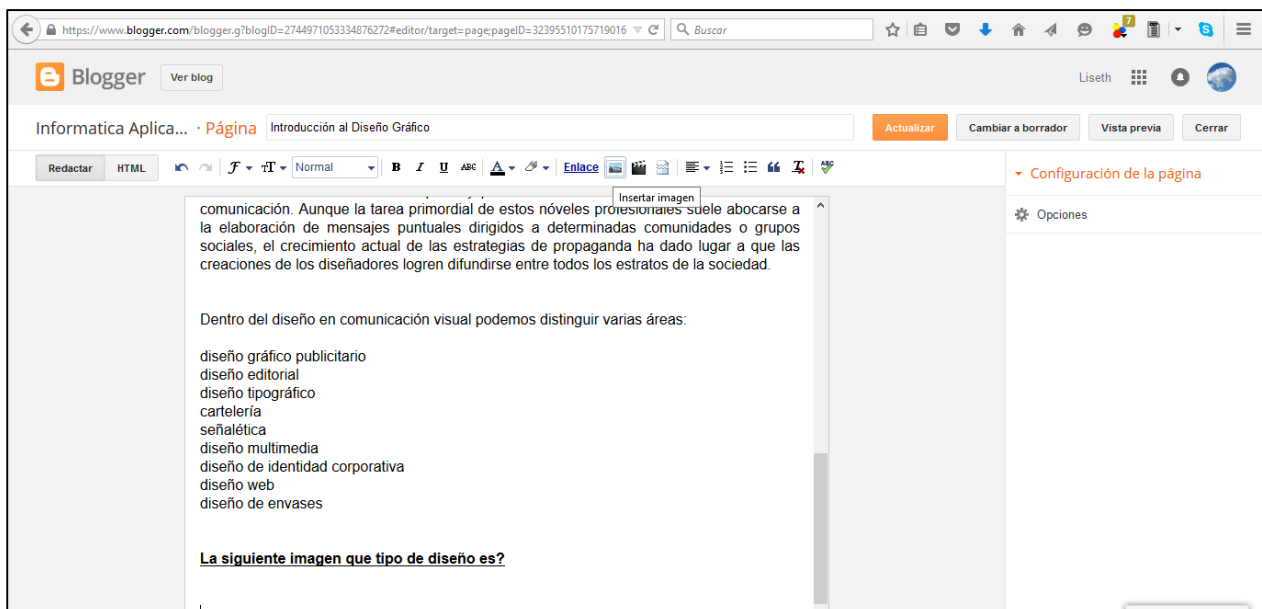 https://www.blogger.com/blogger.g?blogID=2744971053334876272#editor/target=page;pageID=32395510175719016
Buscar
7
Blogger
Ver blog
Liseth
Informatica Aplica... · Página
Introducción al Diseño Gráfico
Actualizar
Cambiar a borrador
Vista previa
Cerrar
Redactar
HTML
Normal
B I U ABC A
Enlace
ABC
Insertar imagen
Configuración de la página
Opciones
comunicación. Aunque la tarea primordial de estos nóveles profesionales suele abocarse a
la elaboración de mensajes puntuales dirigidos a determinadas comunidades o grupos
sociales, el crecimiento actual de las estrategias de propaganda ha dado lugar a que las
creaciones de los diseñadores logren difundirse entre todos los estratos de la sociedad.
Dentro del diseño en comunicación visual podemos distinguir varias áreas:
diseño gráfico publicitario
diseño editorial
diseño tipográfico
cartelería
señalética
diseño multimedia
diseño de identidad corporativa
diseño web
diseño de envases
La siguiente imagen que tipo de diseño es?